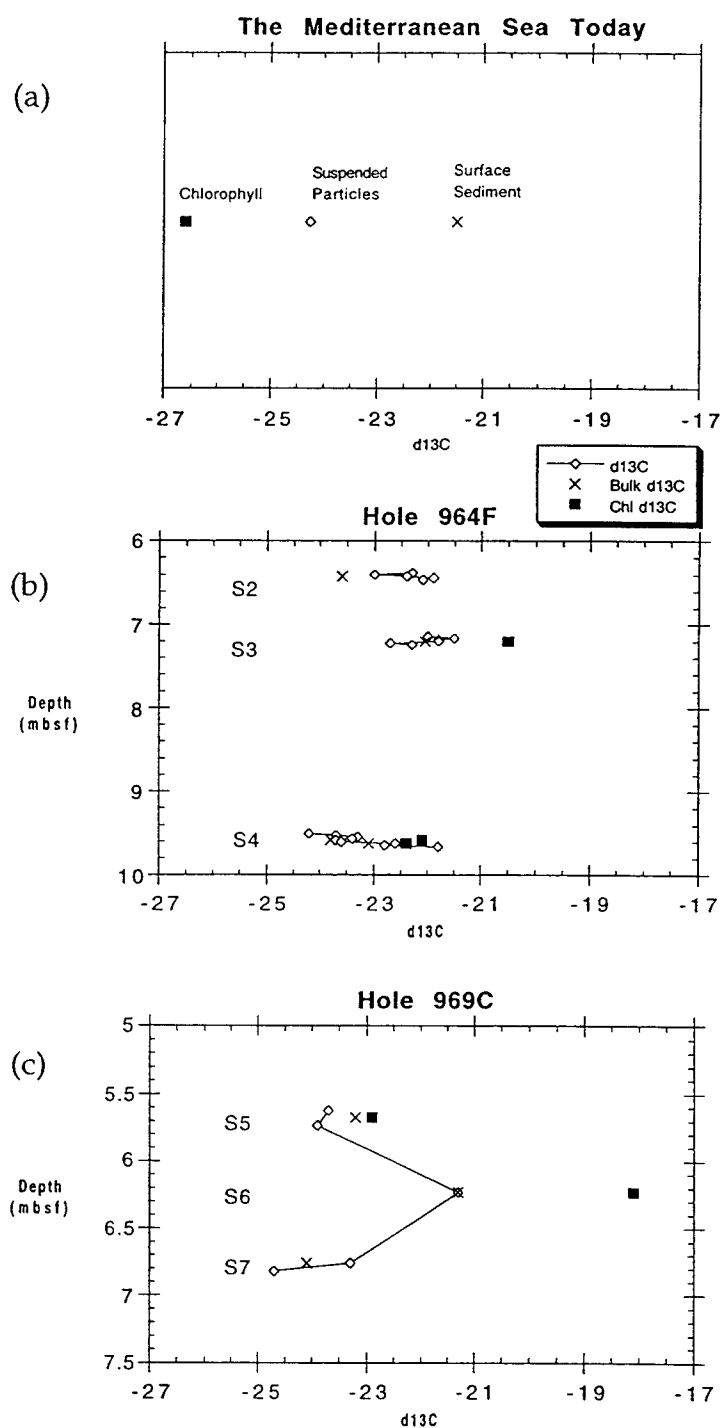 The Mediterranean Sea Today
(a)
Chlorophyll
Suspended
Particles
Surface
Sediment
-27 -25 -23 -21 -19 -17
d13C
d13C
Bulk d13C
Chl d13C
Hole 964F
(b)
6
S2
7
S3
Depth
(mbsf)
8
9
S4
10
-27 -25 -23 -21 -19 -17
d13C
Hole 969C
(c)
5
5.5
S5
Depth
(mbsf)
6
S6
6.5
S7
7
7.5
-27 -25 -23 -21 -19 -17
d13C